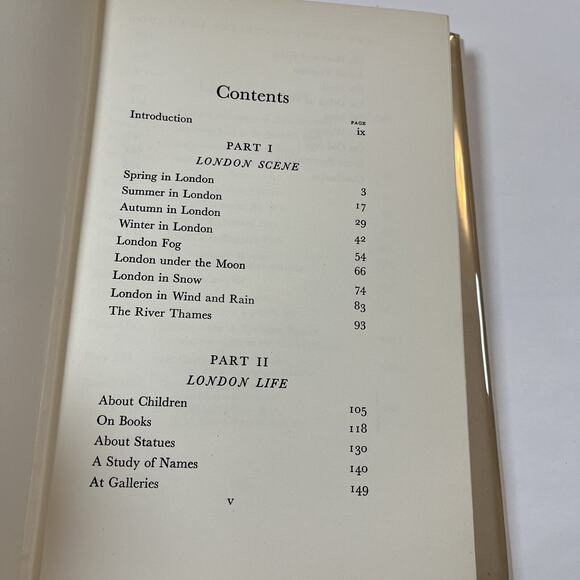 Contents
PAGE
Introduction ix
PART I
LONDON SCENE
Spring in London 3
Summer in London 17
Autumn in London 29
Winter in London 42
London Fog 54
London under the Moon 66
London in Snow 74
London in Wind and Rain 83
The River Thames 93
PART II
LONDON LIFE
About Children 105
On Books 118
About Statues 130
A Study of Names 140
At Galleries 149
v